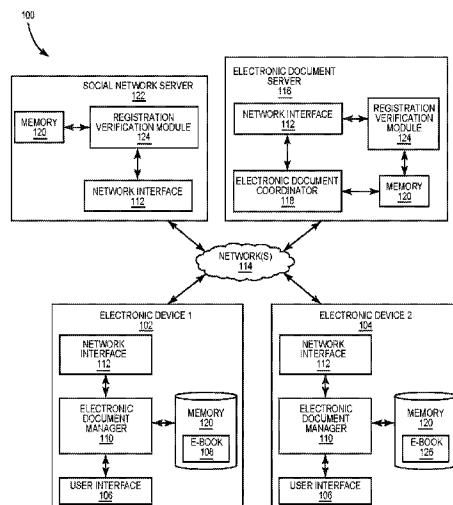 100
SOCIAL NETWORK SERVER
122
MEMORY
120
REGISTRATION
VERIFICATION MODULE
124
NETWORK INTERFACE
112
ELECTRONIC DOCUMENT
SERVER
116
NETWORK INTERFACE
112
REGISTRATION
VERIFICATION
MODULE
124
ELECTRONIC DOCUMENT
COORDINATOR
118
MEMORY
120
NETWORK(S)
114
ELECTRONIC DEVICE 1
102
NETWORK
INTERFACE
112
ELECTRONIC
DOCUMENT
MANAGER
110
MEMORY
120
E-BOOK
108
USER INTERFACE
106
ELECTRONIC DEVICE 2
104
NETWORK
INTERFACE
112
ELECTRONIC
DOCUMENT
MANAGER
110
MEMORY
120
E-BOOK
126
USER INTERFACE
106